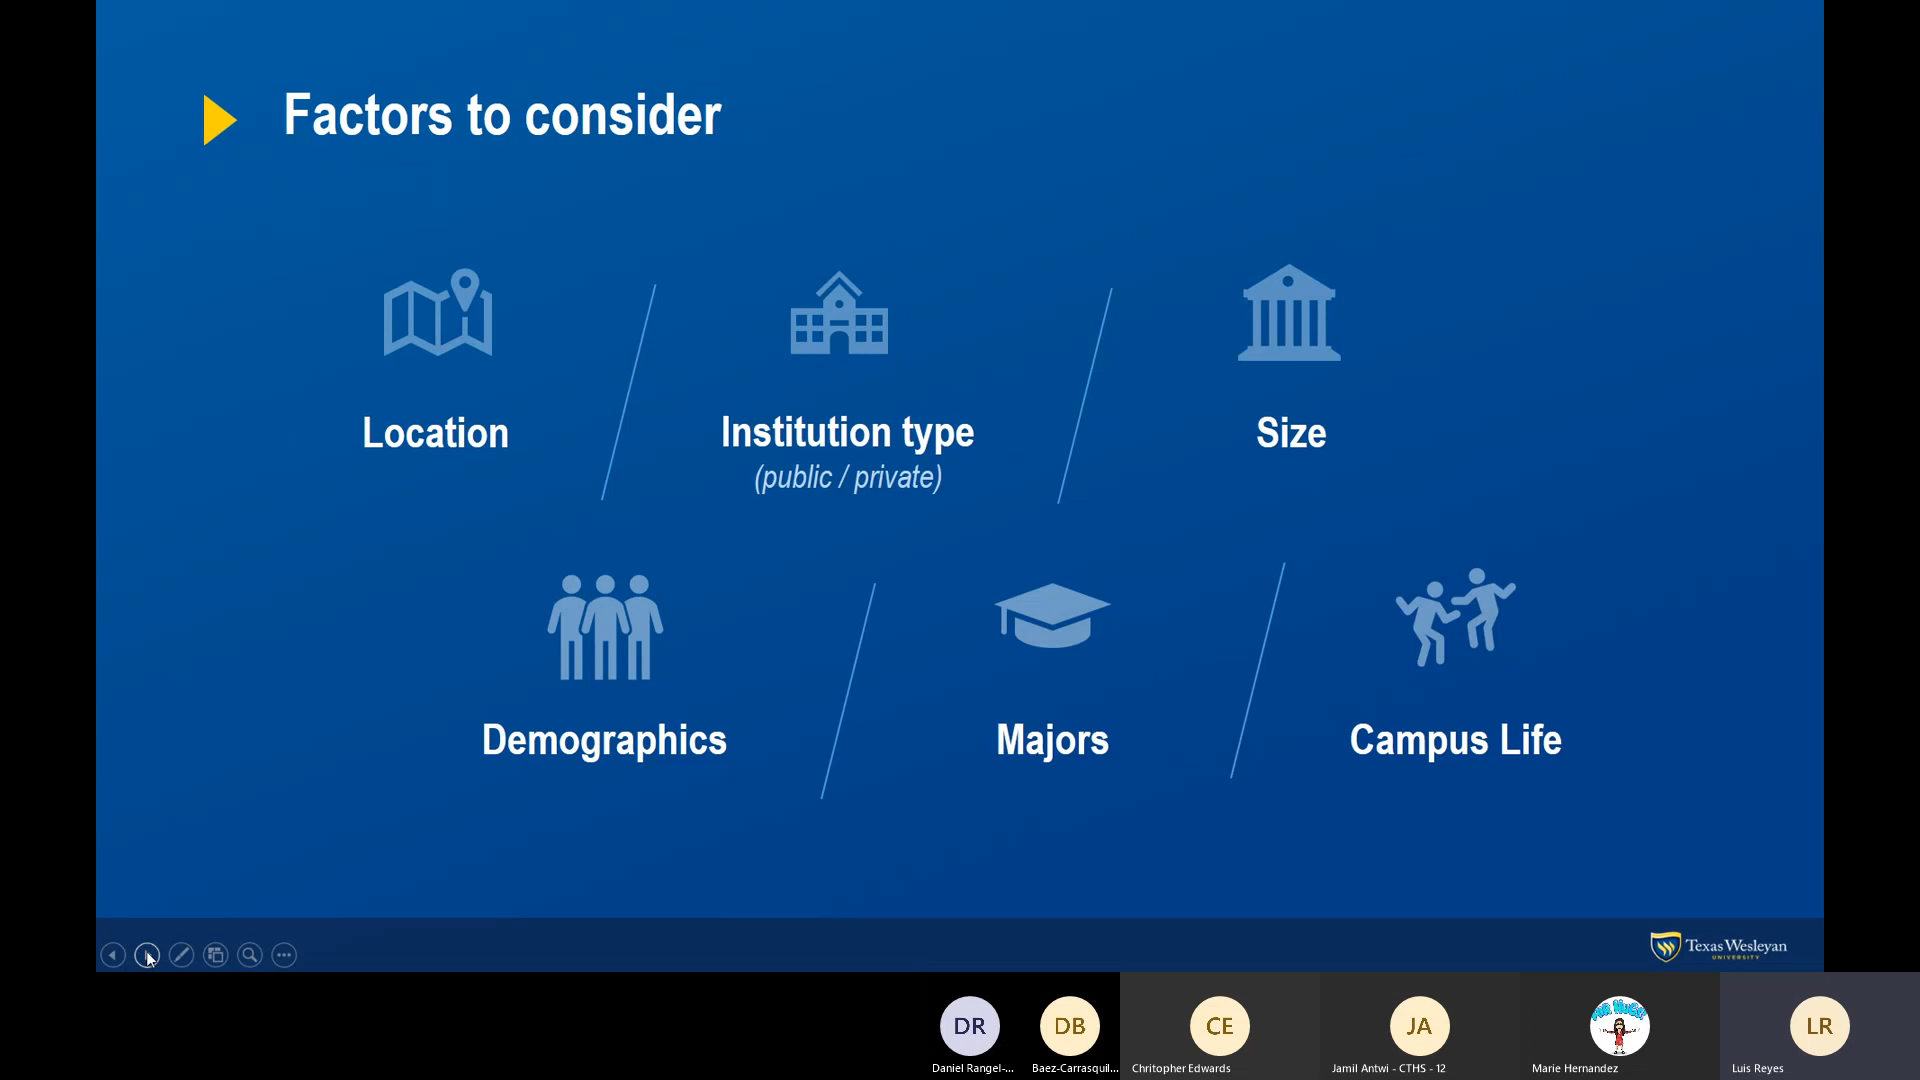 Factors to consider
Location
Institution type
(public / private)
Size
Demographics
Majors
Campus Life
Texas Wesleyan
UNIVERSITY
DR
DB
CE
JA
LR
Daniel Rangel-...
Baez-Carrasquil...
Chritopher Edwards
Jamil Antwi - CTHS - 12
Marie Hernandez
Luis Reyes